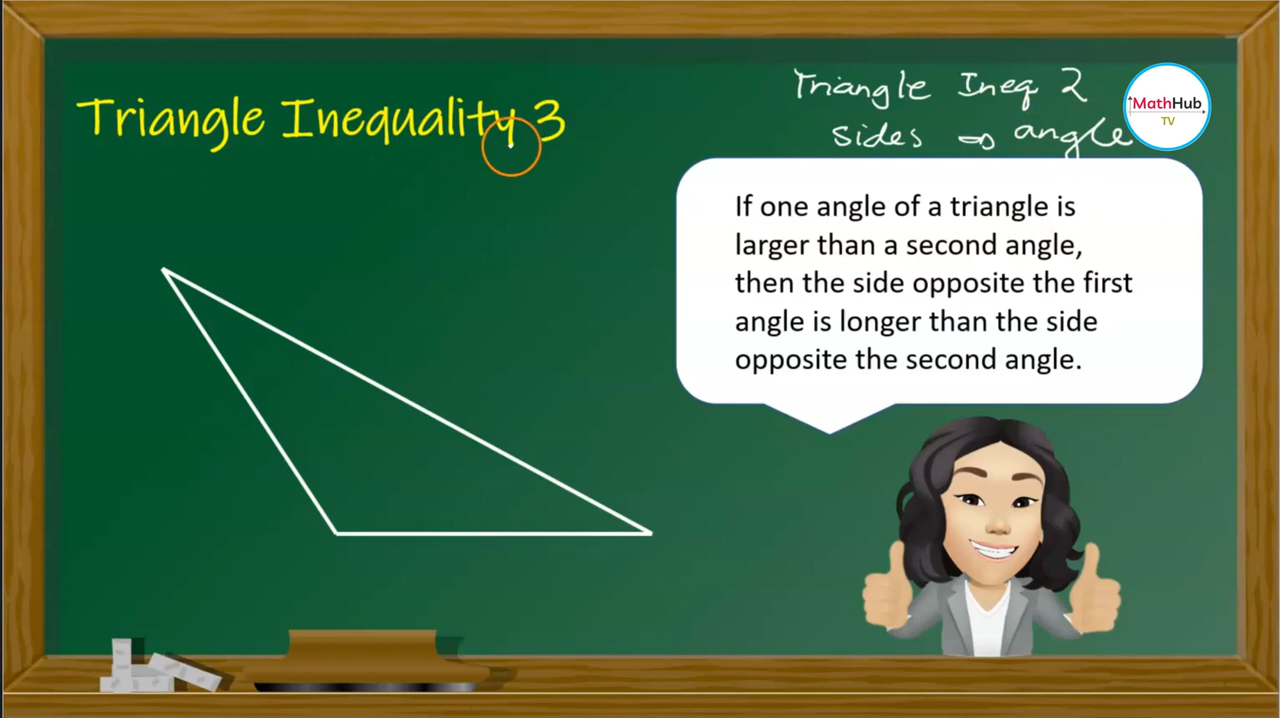 Triangle Inequality 3
Triangle Ineq 2
sides ⇒ angle
MathHub
TV
If one angle of a triangle is
larger than a second angle,
then the side opposite the first
angle is longer than the side
opposite the second angle.